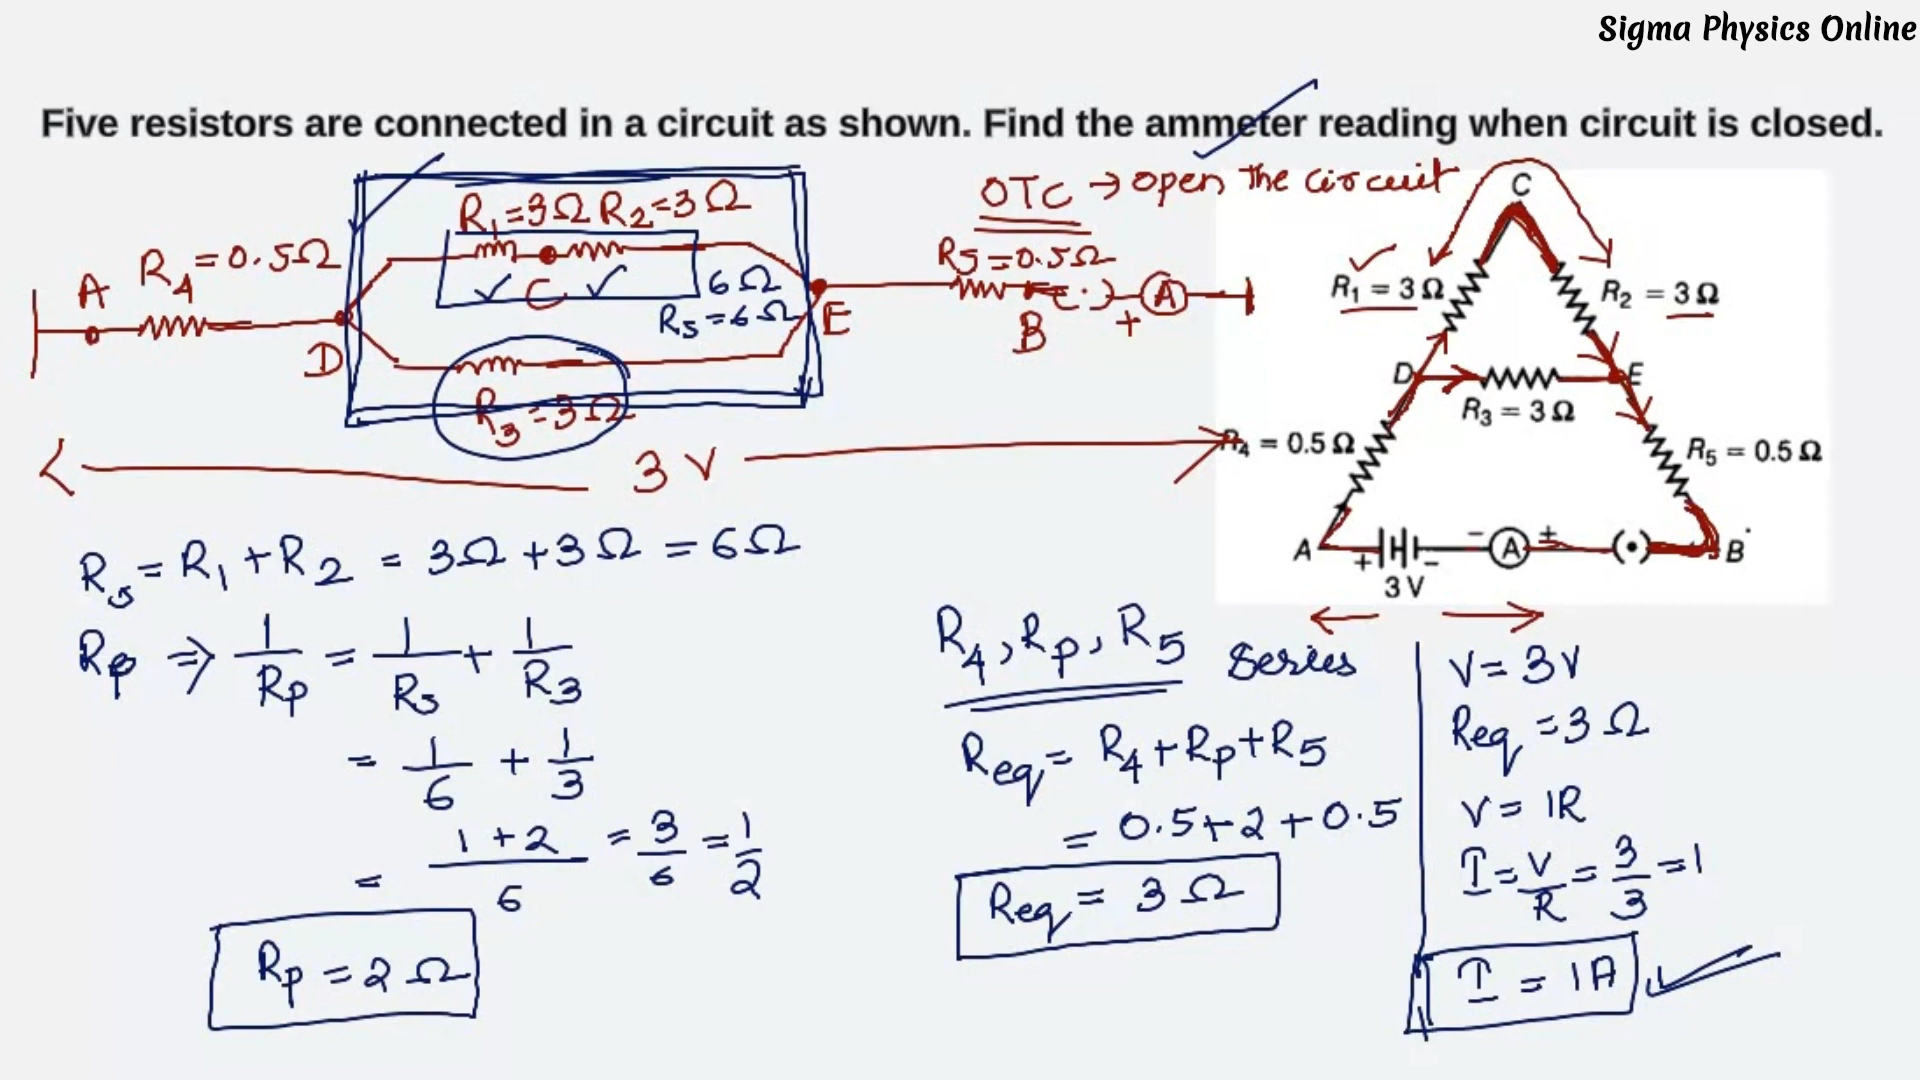 Sigma Physics Online
Five resistors are connected in a circuit as shown. Find the ammeter reading when circuit is closed.
OTC → open The circuit
A R4 = 0.5Ω
R1 = 3Ω R2 = 3Ω
C
6Ω
Rs = 6Ω
D
E
R3 = 3Ω
R5 = 0.5Ω
B ( . ) + A
3 V
C
R1 = 3 Ω
R2 = 3 Ω
D
E
R3 = 3 Ω
R4 = 0.5 Ω
R5 = 0.5 Ω
A + - - A + (•) B
3 V
Rs = R1 + R2 = 3Ω + 3Ω = 6Ω
Rp ⇒ 1/Rp = 1/Rs + 1/R3
= 1/6 + 1/3
= 1+2/6 = 3/6 = 1/2
Rp = 2 Ω
R4, Rp, R5 Series
Req = R4 + Rp + R5
= 0.5 + 2 + 0.5
Req = 3 Ω
V = 3V
Req = 3 Ω
V = IR
I = V/R = 3/3 = 1
I = 1A